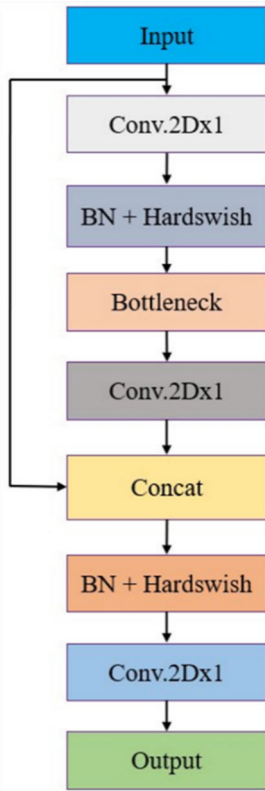 Input
Conv.2Dx1
BN + Hardswish
Bottleneck
Conv.2Dx1
Concat
BN + Hardswish
Conv.2Dx1
Output